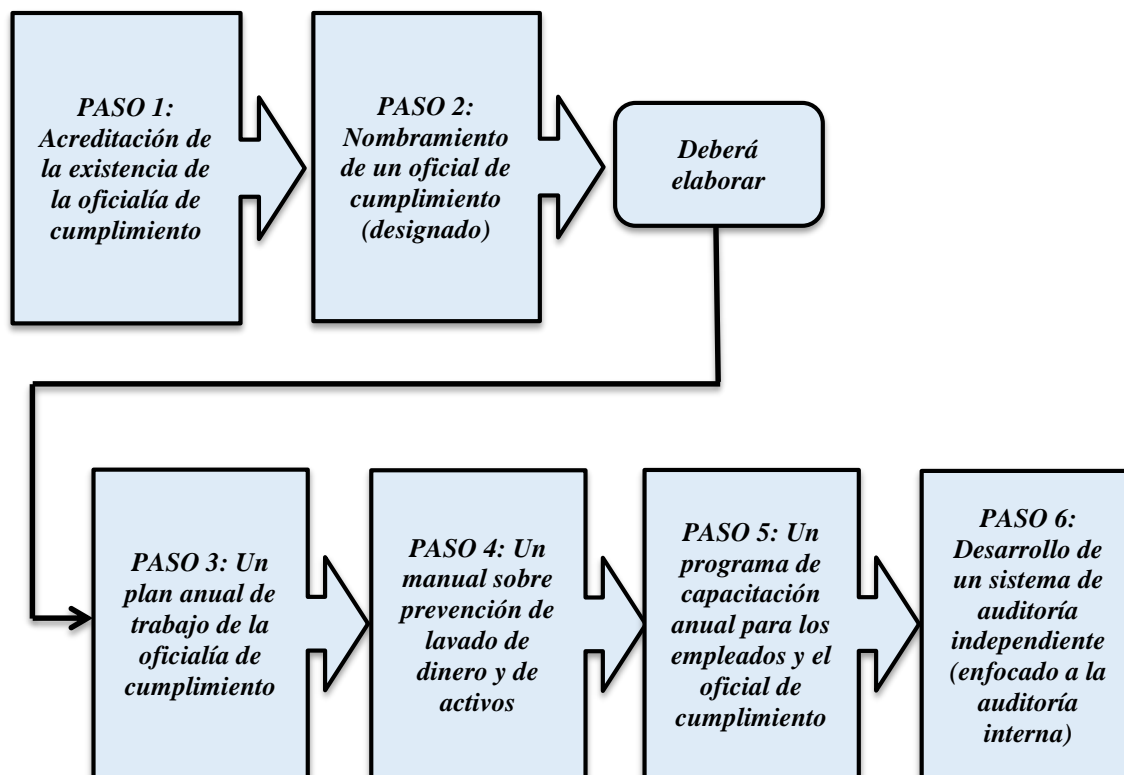 PASO 1:
Acreditación de
la existencia de
la oficialía de
cumplimiento
PASO 2:
Nombramiento
de un oficial de
cumplimiento
(designado)
Deberá
elaborar
PASO 3: Un
plan anual de
trabajo de la
oficialía de
cumplimiento
PASO 4: Un
manual sobre
prevención de
lavado de
dinero y de
activos
PASO 5: Un
programa de
capacitación
anual para los
empleados y el
oficial de
cumplimiento
PASO 6:
Desarrollo de
un sistema de
auditoría
independiente
(enfocado a la
auditoría
interna)